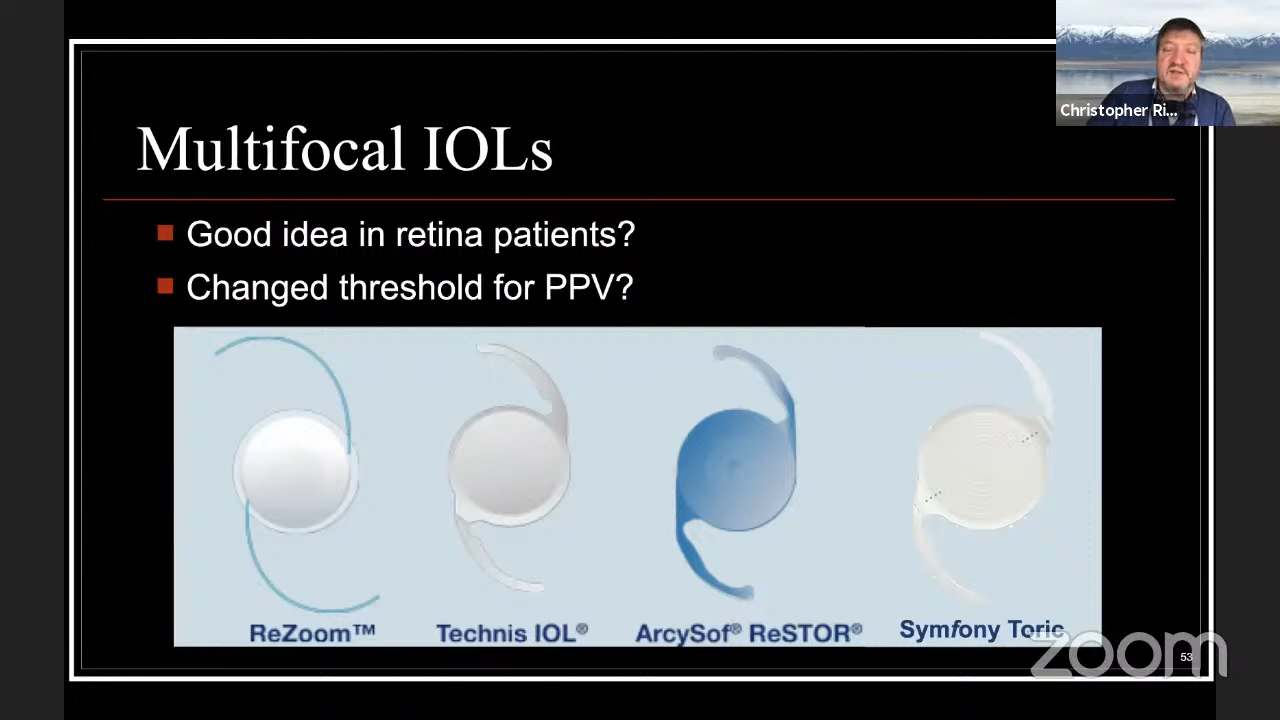 Christopher Ri...
Multifocal IOLs
Good idea in retina patients?
Changed threshold for PPV?
ReZoom™
Technis IOL®
ArcySof® ReSTOR®
Symfony Toric
zoom
53